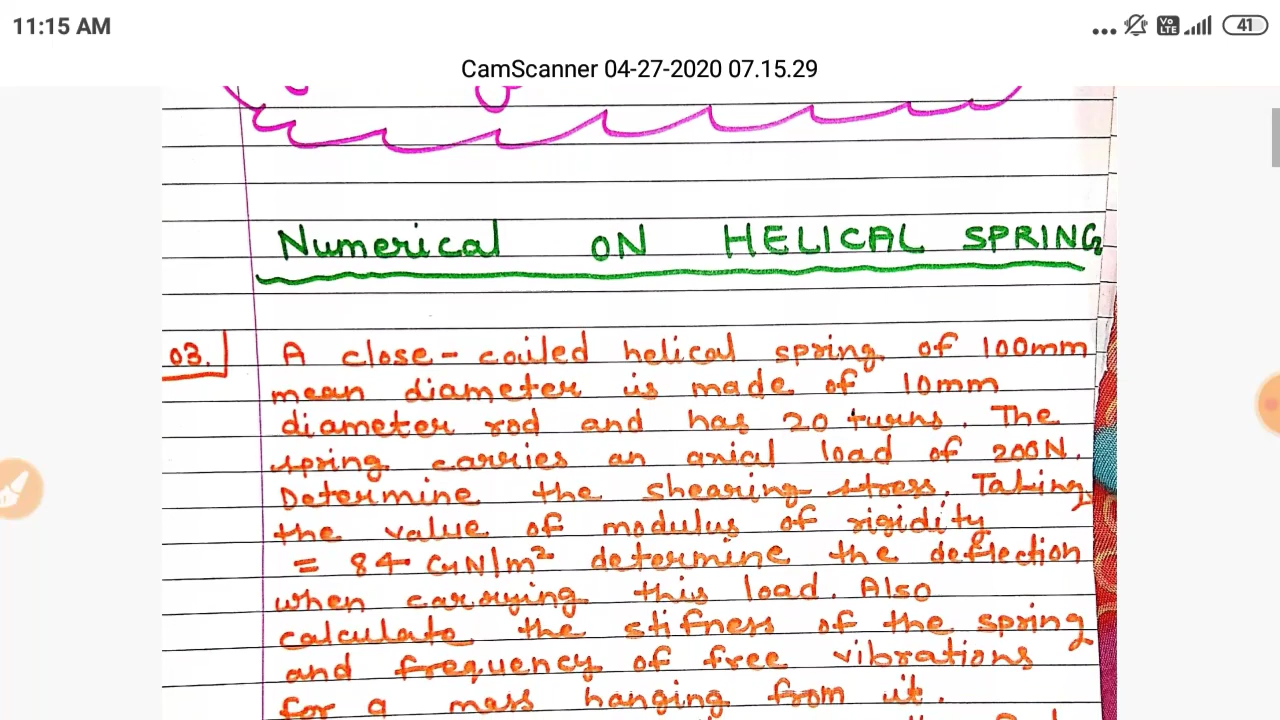 11:15 AM
Vo LTE
41
CamScanner 04-27-2020 07.15.29
Numerical ON HELICAL SPRING
03.
A close-coiled helical spring of 100mm
mean diameter is made of 10mm
diameter rod and has 20 turns. The
spring carries an axial load of 200N.
Determine the shearing stress. Taking
the value of modulus of rigidity
= 84 GN/m² determine the deflection
when carrying this load. Also
calculate the stifness of the spring
and frequency of free vibrations
for a mass hanging from it.